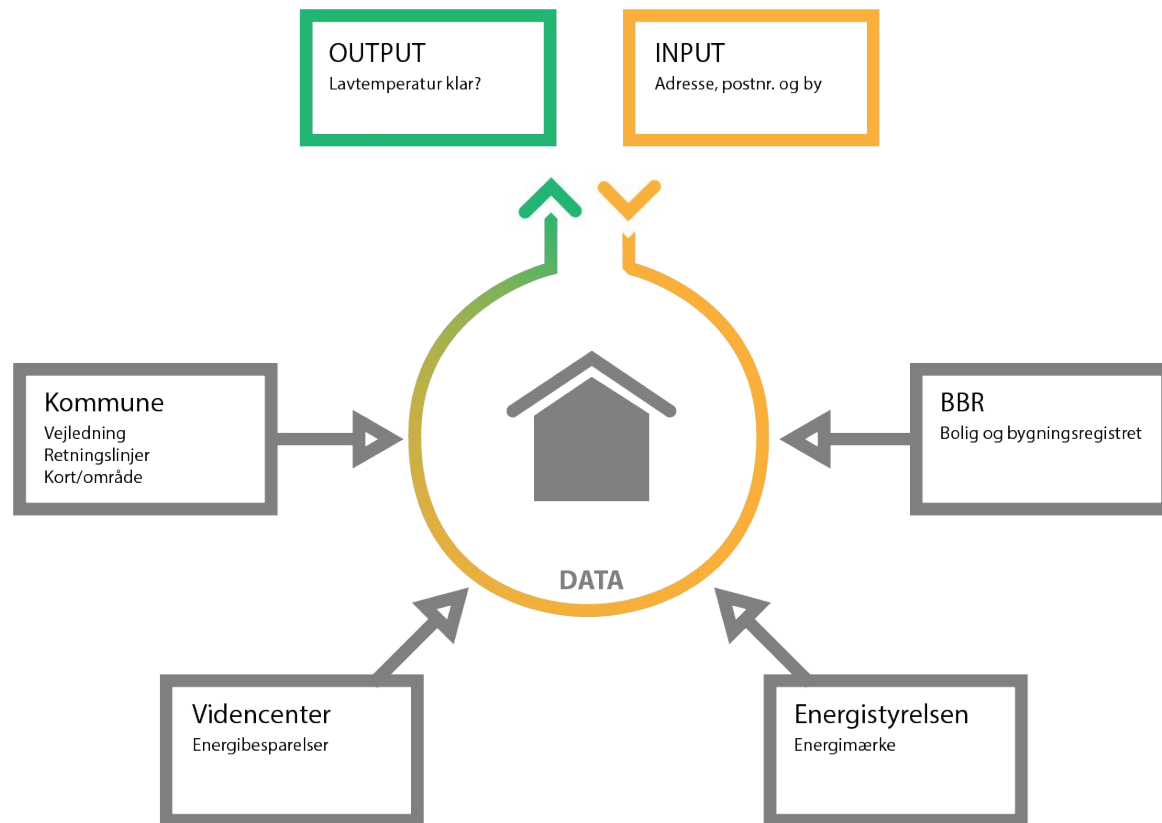 OUTPUT
Lavtemperatur klar?
INPUT
Adresse, postnr. og by
Kommune
Vejledning
Retningslinjer
Kort/område
BBR
Bolig og bygningsregistret
DATA
Videncenter
Energibesparelser
Energistyrelsen
Energimærke